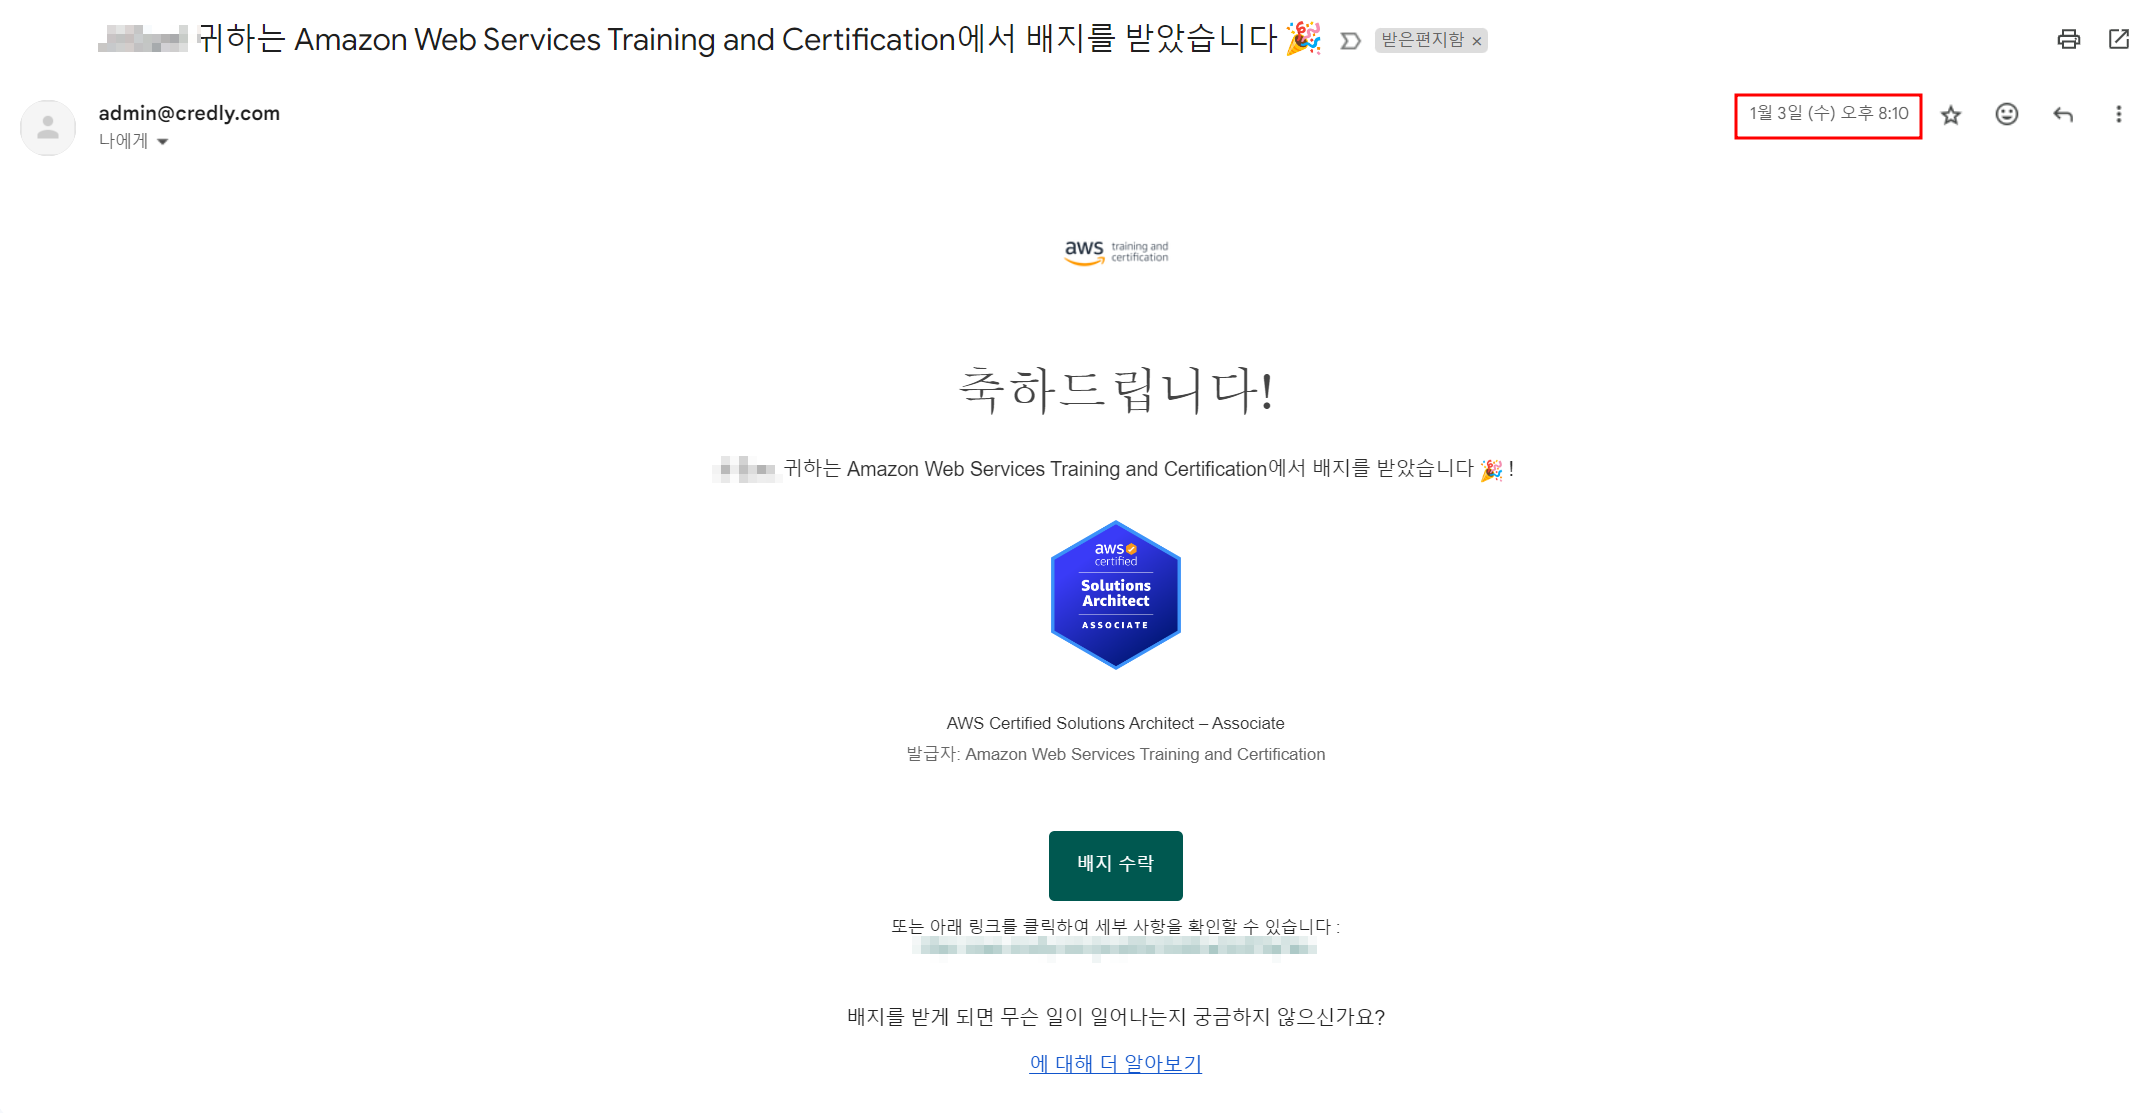 귀하는 Amazon Web Services Training and Certification에서 배지를 받았습니다 🎉 받은편지함 ×
admin@credly.com
1월 3일 (수) 오후 8:10
나에게
aws training and certification
축하드립니다!
귀하는 Amazon Web Services Training and Certification에서 배지를 받았습니다 🎉 !
aws
certified
Solutions
Architect
ASSOCIATE
AWS Certified Solutions Architect – Associate
발급자: Amazon Web Services Training and Certification
배지 수락
또는 아래 링크를 클릭하여 세부 사항을 확인할 수 있습니다 :
배지를 받게 되면 무슨 일이 일어나는지 궁금하지 않으신가요?
에 대해 더 알아보기